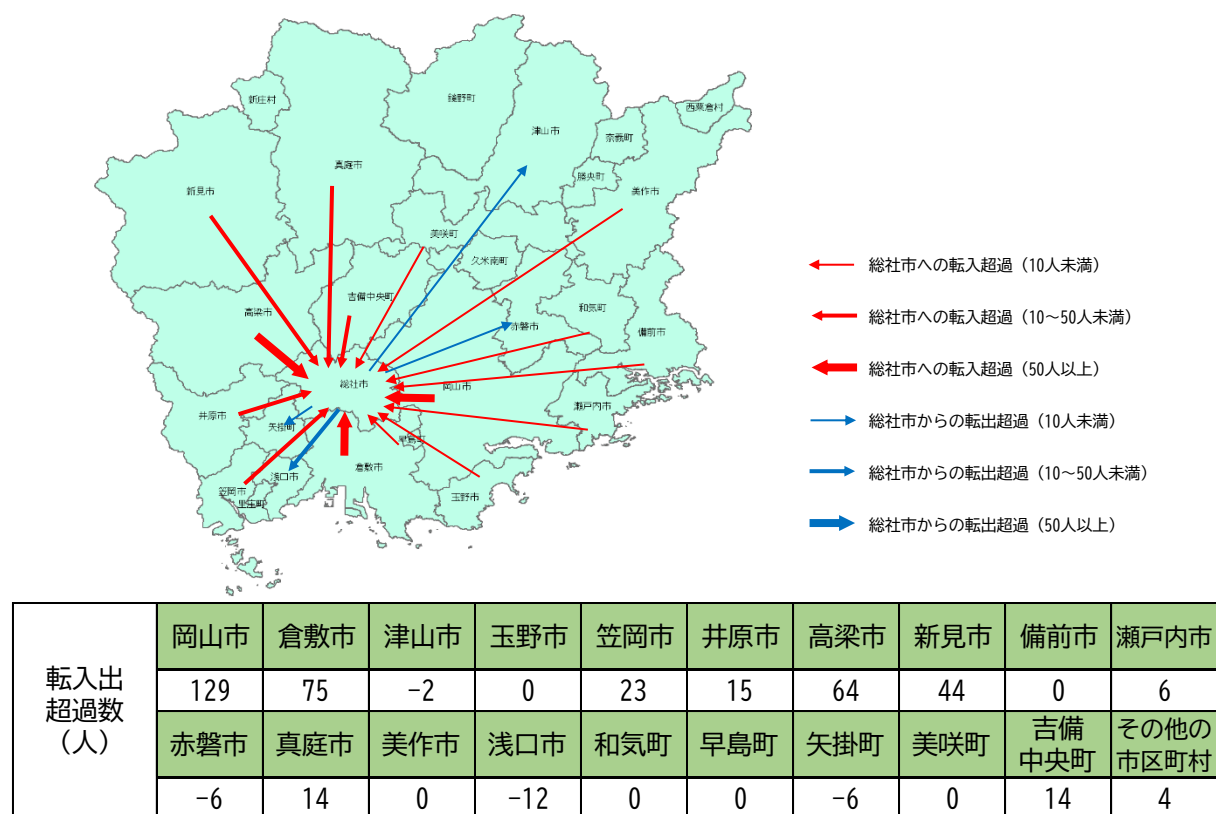 新庄村
鏡野町
西粟倉村
津山市
奈義町
真庭市
勝央町
新見市
美作市
美咲町
久米南町
吉備中央町
和気町
高梁市
赤磐市
備前市
総社市
岡山市
瀬戸内市
井原市
矢掛町
早島町
倉敷市
浅口市
笠岡市
里庄町
玉野市
総社市への転入超過（10人未満）
総社市への転入超過（10～50人未満）
総社市への転入超過（50人以上）
総社市からの転出超過（10人未満）
総社市からの転出超過（10～50人未満）
総社市からの転出超過（50人以上）
転入出
超過数
（人）
岡山市 倉敷市 津山市 玉野市 笠岡市 井原市 高梁市 新見市 備前市 瀬戸内市
129 75 -2 0 23 15 64 44 0 6
赤磐市 真庭市 美作市 浅口市 和気町 早島町 矢掛町 美咲町 吉備 その他の
中央町 市区町村
-6 14 0 -12 0 0 -6 0 14 4